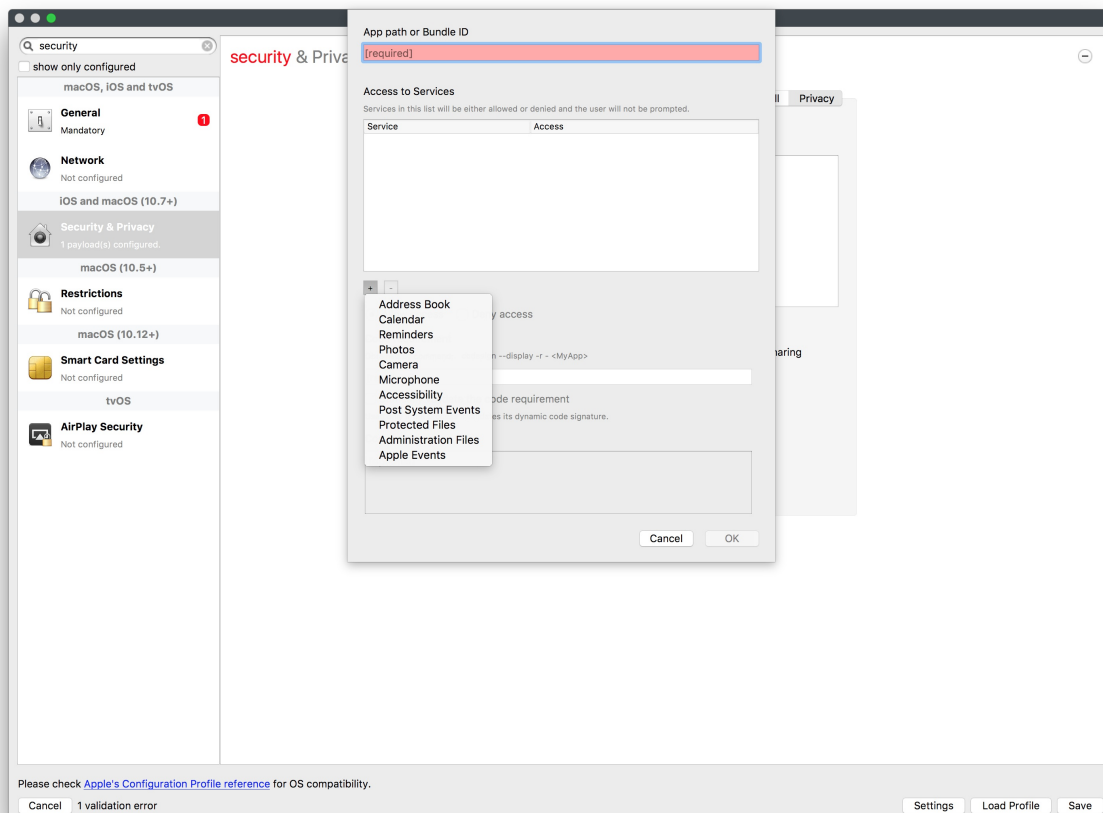 security
show only configured
macOS, iOS and tvOS
General
Mandatory
1
Network
Not configured
iOS and macOS (10.7+)
Security & Privacy
1 payload(s) configured.
macOS (10.5+)
Restrictions
Not configured
macOS (10.12+)
Smart Card Settings
Not configured
tvOS
AirPlay Security
Not configured
security & Priva
Privacy
haring
App path or Bundle ID
[required]
Access to Services
Services in this list will be either allowed or denied and the user will not be prompted.
Service Access
+ -
Address Book
Calendar
Reminders
Photos
Camera
Microphone
Accessibility
Post System Events
Protected Files
Administration Files
Apple Events
y access
n --display -r - <MyApp>
ode requirement
es its dynamic code signature.
Cancel OK
Please check Apple's Configuration Profile reference for OS compatibility.
Cancel 1 validation error Settings Load Profile Save